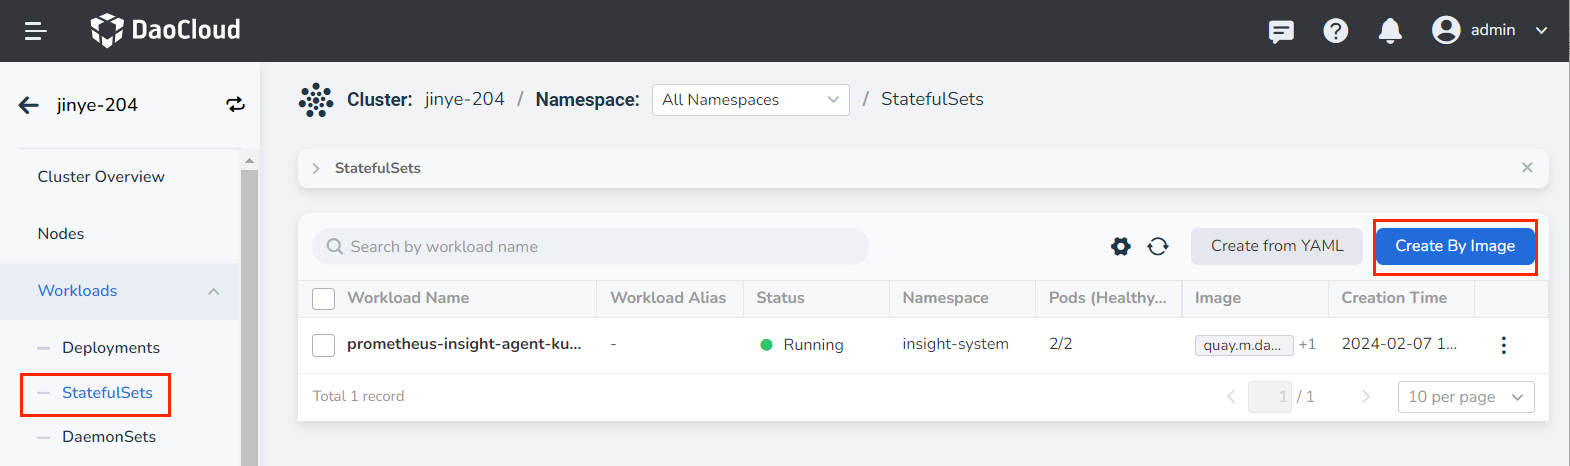 DaoCloud
admin
jinye-204
Cluster: jinye-204 / Namespace: All Namespaces / StatefulSets
Cluster Overview
Nodes
Workloads
Deployments
StatefulSets
DaemonSets
StatefulSets
Search by workload name
Create from YAML
Create By Image
Workload Name Workload Alias Status Namespace Pods (Healthy... Image Creation Time
prometheus-insight-agent-ku... - Running insight-system 2/2 quay.m.da... +1 2024-02-07 1...
Total 1 record
1 / 1
10 per page